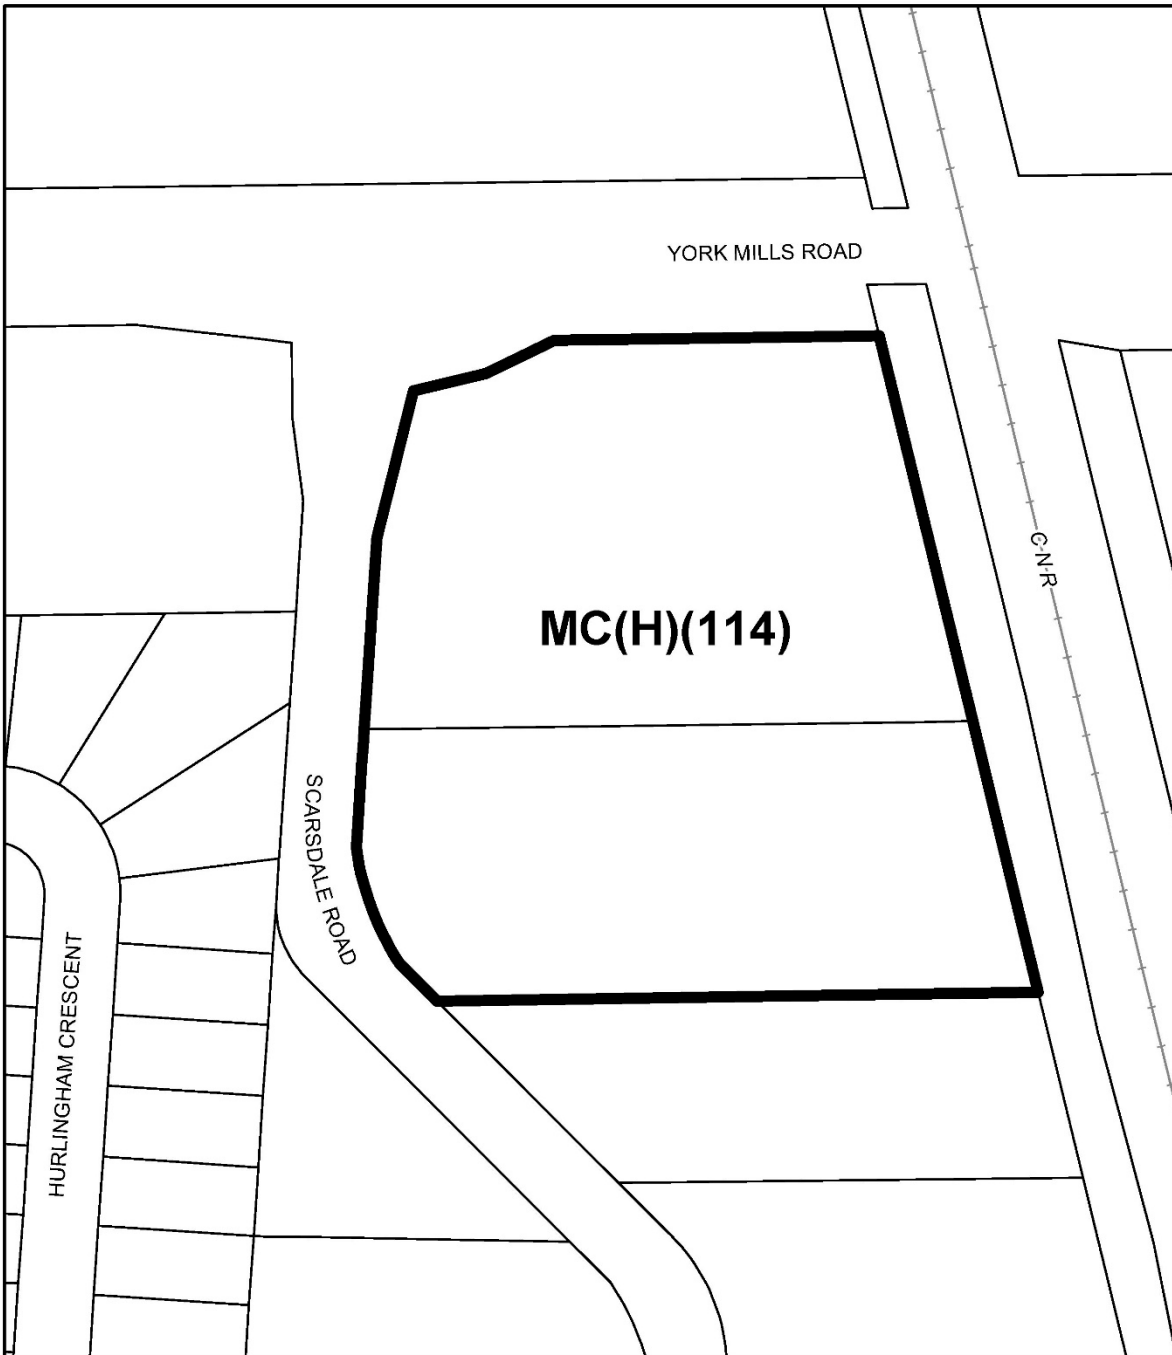 YORK MILLS ROAD
C-N-R
MC(H)(114)
SCARSDALE ROAD
HURLINGHAM CRESCENT